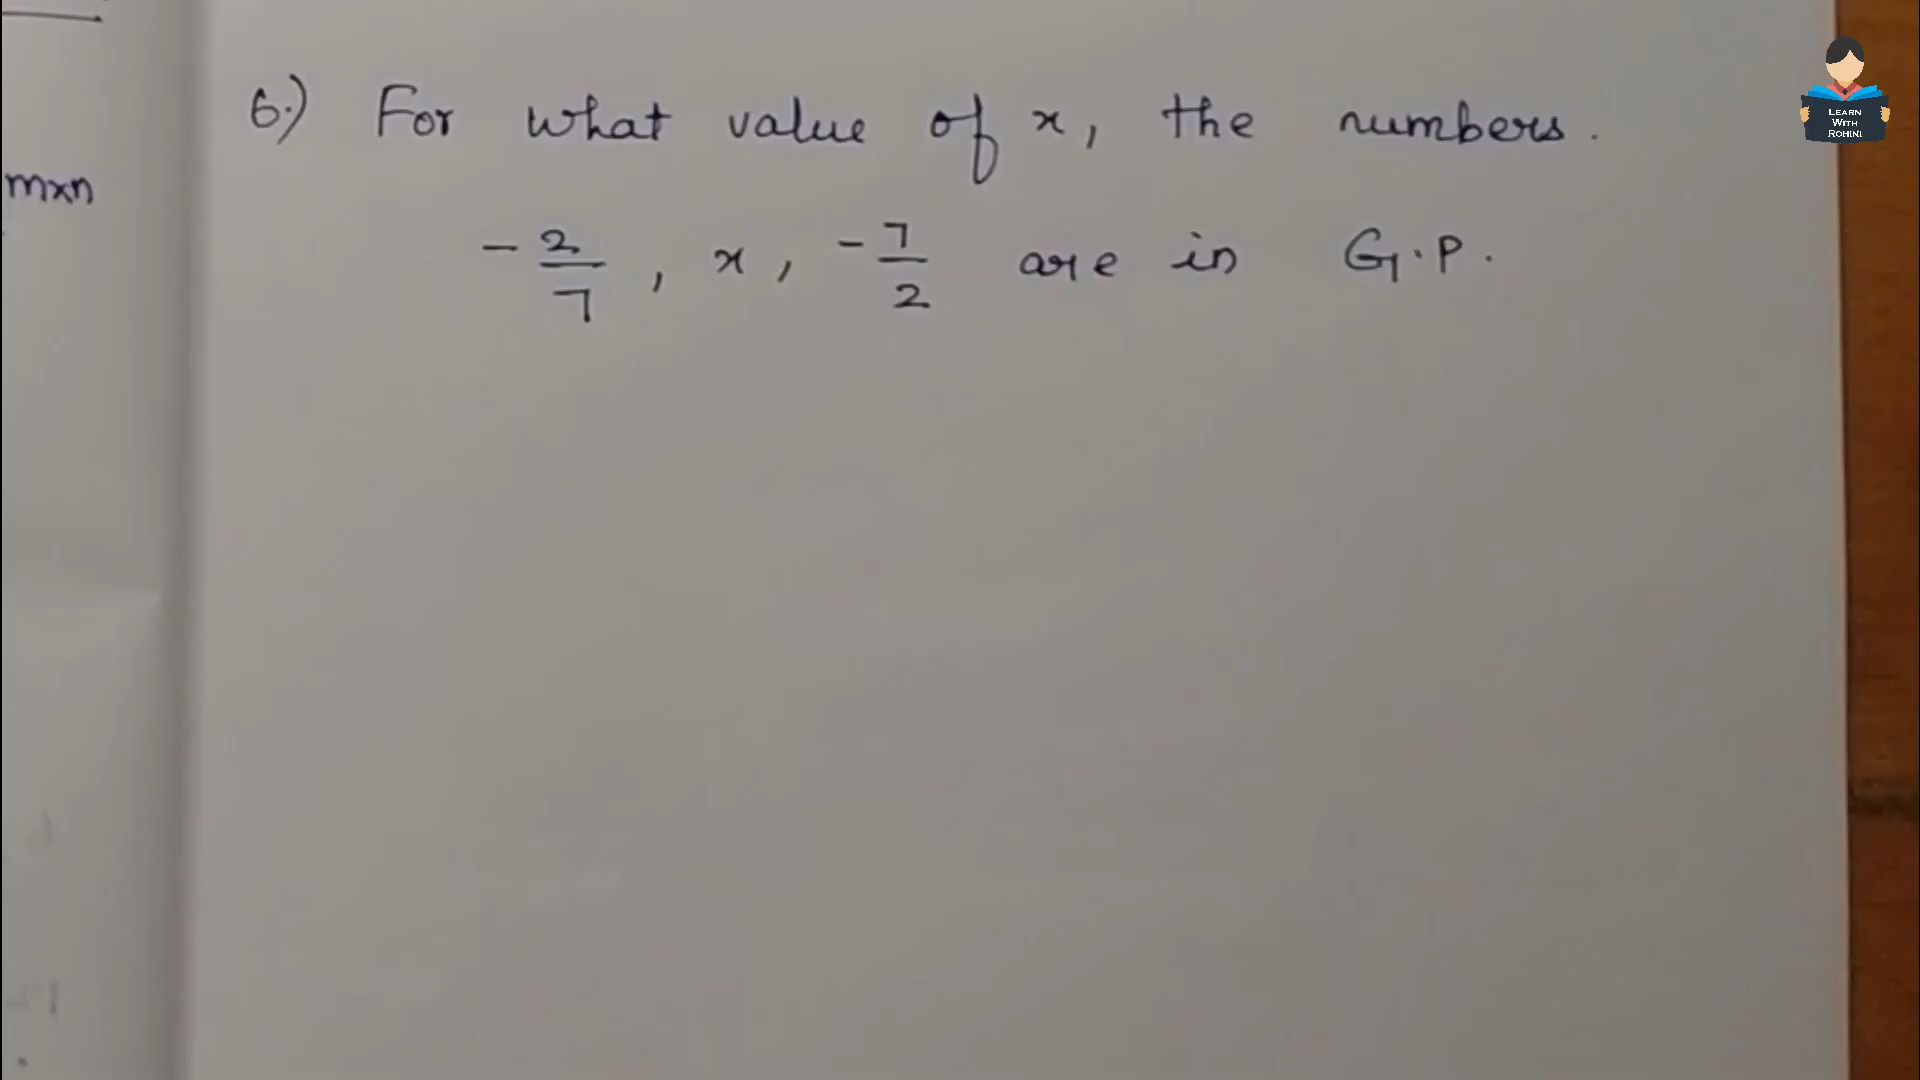 6.) For what value of x, the numbers.
-2/7, x, -7/2 are in G.P.
mxn
LEARN
WITH
ROHINI